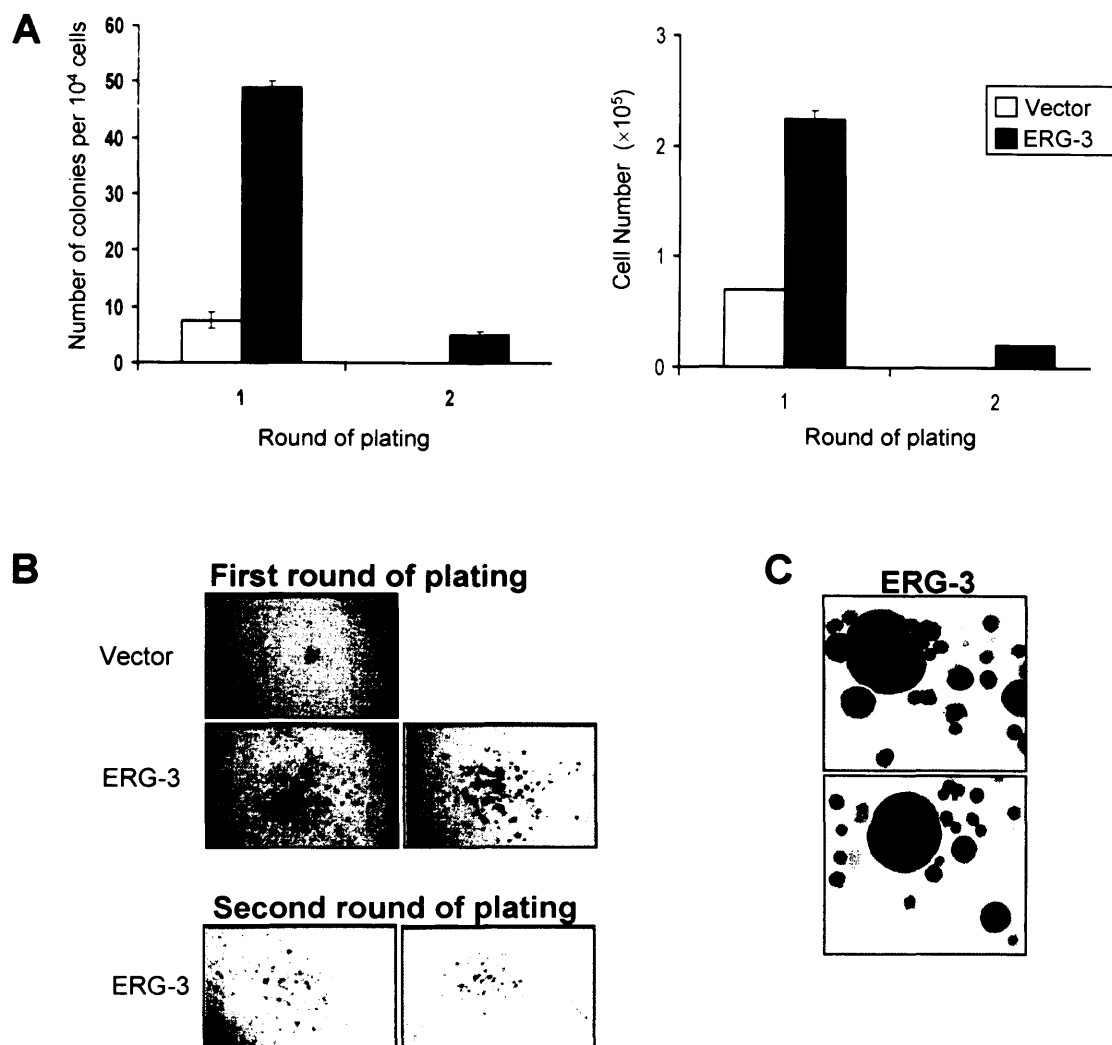 A
Number of colonies per 10⁴ cells
60
50
40
30
20
10
0
1
2
Round of plating
Cell Number (×10⁵)
3
2
1
0
1
2
Round of plating
Vector
ERG-3
B
First round of plating
Vector
ERG-3
Second round of plating
ERG-3
C
ERG-3